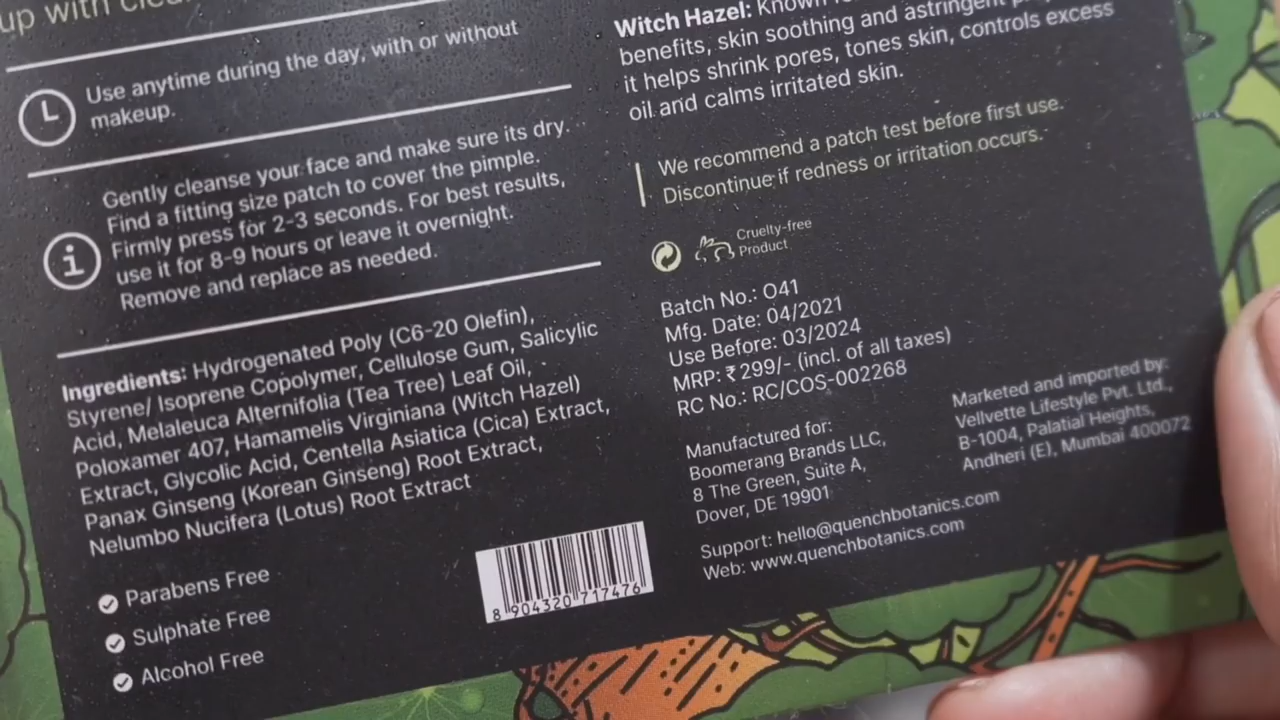 up with
Use anytime during the day, with or without
makeup.
Gently cleanse your face and make sure its dry.
Find a fitting size patch to cover the pimple.
Firmly press for 2-3 seconds. For best results,
use it for 8-9 hours or leave it overnight.
Remove and replace as needed.
Ingredients: Hydrogenated Poly (C6-20 Olefin),
Styrene/ Isoprene Copolymer, Cellulose Gum, Salicylic
Acid, Melaleuca Alternifolia (Tea Tree) Leaf Oil,
Poloxamer 407, Hamamelis Virginiana (Witch Hazel)
Extract, Glycolic Acid, Centella Asiatica (Cica) Extract,
Panax Ginseng (Korean Ginseng) Root Extract,
Nelumbo Nucifera (Lotus) Root Extract
Parabens Free
Sulphate Free
Alcohol Free
8 904320 717476
Witch Hazel: Known
benefits, skin soothing and astringent
it helps shrink pores, tones skin, controls excess
oil and calms irritated skin.
We recommend a patch test before first use.
Discontinue if redness or irritation occurs.
Cruelty-free
Product
Batch No.: 041
Mfg. Date: 04/2021
Use Before: 03/2024
MRP: ₹299/- (incl. of all taxes)
RC No.: RC/COS-002268
Manufactured for:
Boomerang Brands LLC,
8 The Green, Suite A,
Dover, DE 19901
Marketed and imported by:
Vellvette Lifestyle Pvt. Ltd.,
B-1004, Palatial Heights,
Andheri (E), Mumbai 400072
Support: hello@quenchbotanics.com
Web: www.quenchbotanics.com